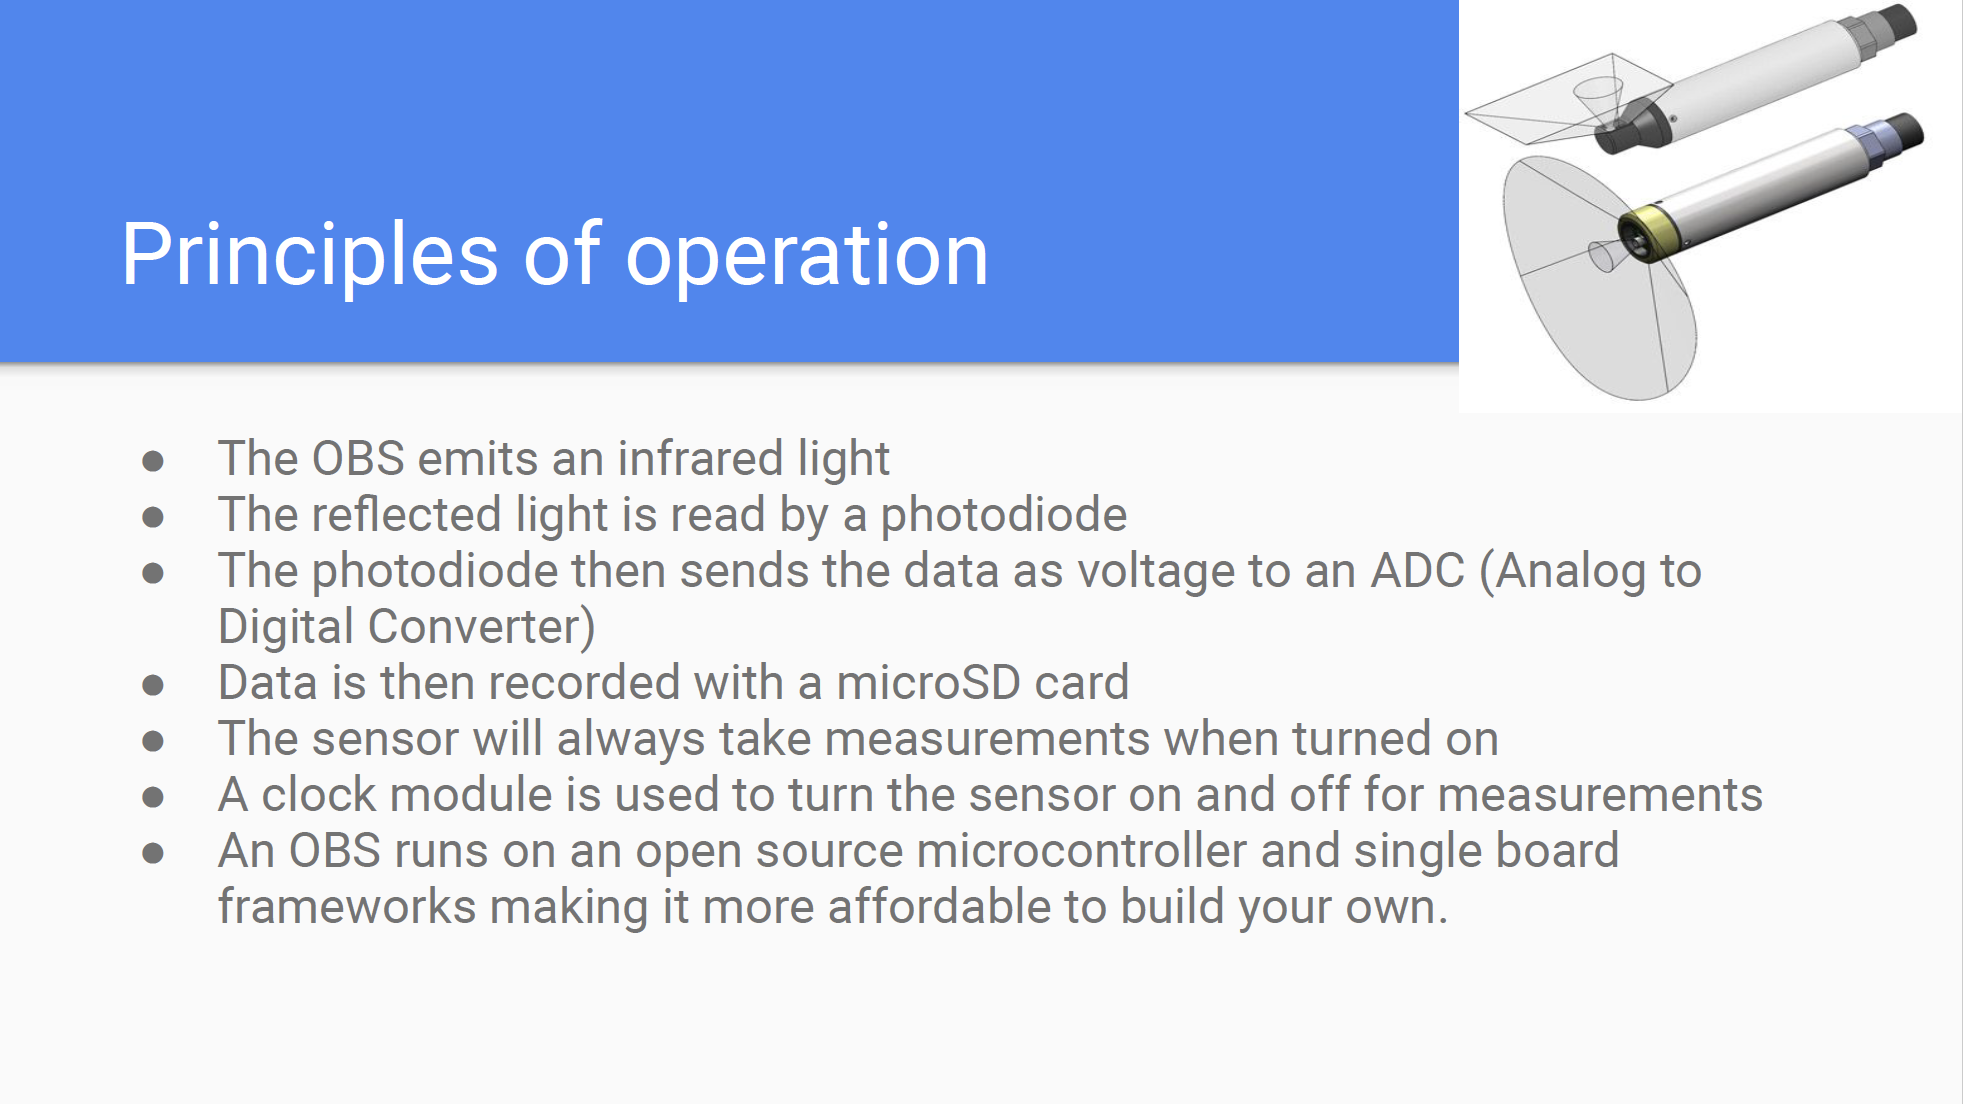 Principles of operation
● The OBS emits an infrared light
● The reflected light is read by a photodiode
● The photodiode then sends the data as voltage to an ADC (Analog to
Digital Converter)
● Data is then recorded with a microSD card
● The sensor will always take measurements when turned on
● A clock module is used to turn the sensor on and off for measurements
● An OBS runs on an open source microcontroller and single board
frameworks making it more affordable to build your own.